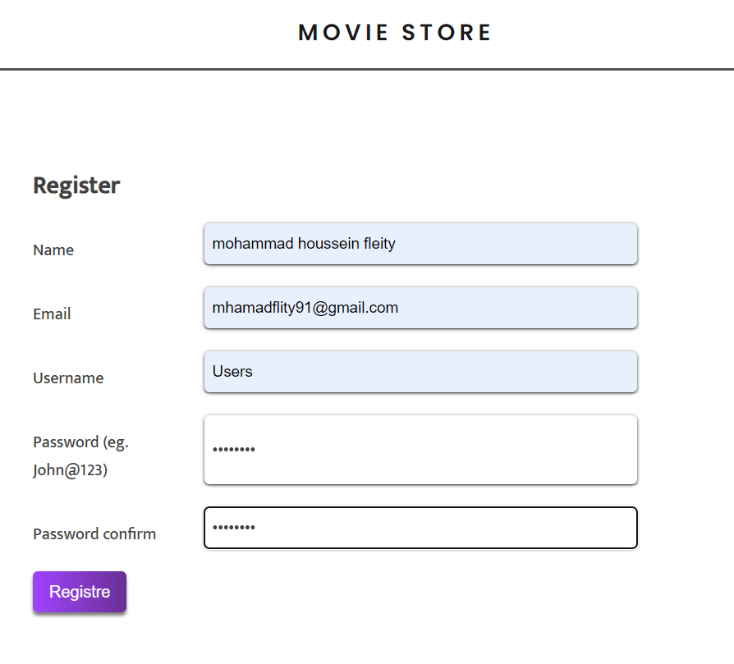 MOVIE STORE
Register
Name
mohammad houssein fleity
Email
mhamadflity91@gmail.com
Username
Users
Password (eg.
John@123)
••••••••
Password confirm
••••••••
Registre